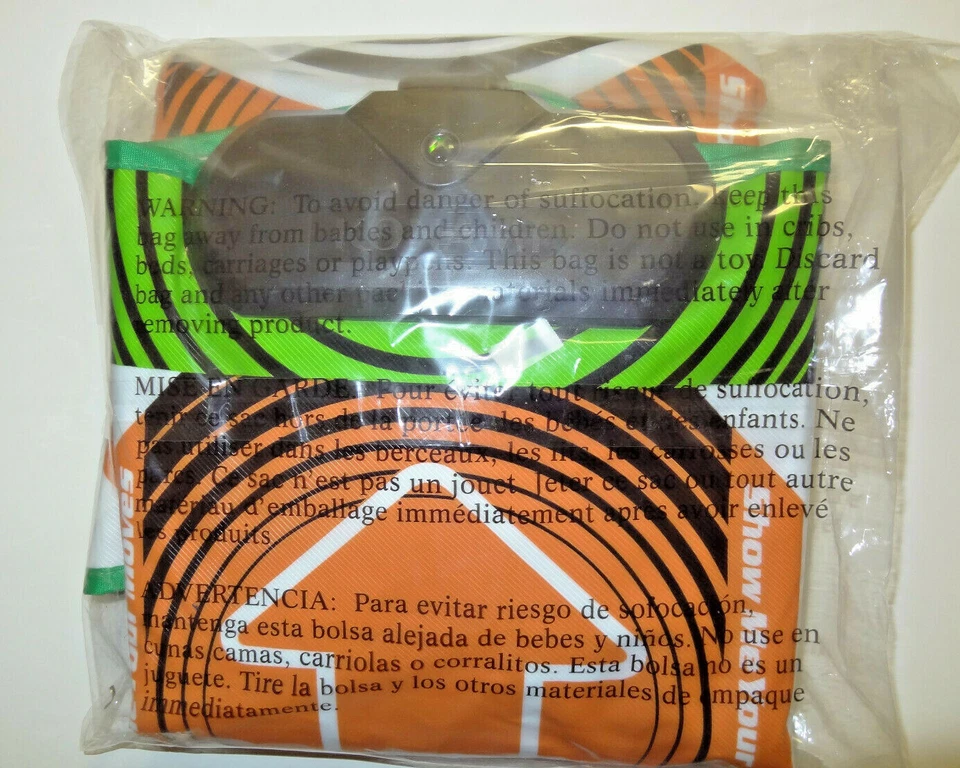 WARNING: To avoid danger of suffocation, keep this
bag away from babies and children. Do not use in cribs,
beds, carriages or playpens. This bag is not a toy. Discard
bag and any other packing materials immediately after
removing product.
MISE EN GARDE: Pour éviter tout risque de suffocation,
tenir ce sac hors de la portée des bébés et des enfants. Ne
pas utiliser dans les berceaux, les lits, les carrosses ou les
parcs. Ce sac n'est pas un jouet. Jeter ce sac ou tout autre
matériau d'emballage immédiatement après avoir enlevé
les produits.
ADVERTENCIA: Para evitar riesgo de sofocación,
mantenga esta bolsa alejada de bebes y niños. No use en
cunas, camas, carriolas o corralitos. Esta bolsa no es un
juguete. Tire la bolsa y los otros materiales de empaque
immediatamente.
Show Me Your